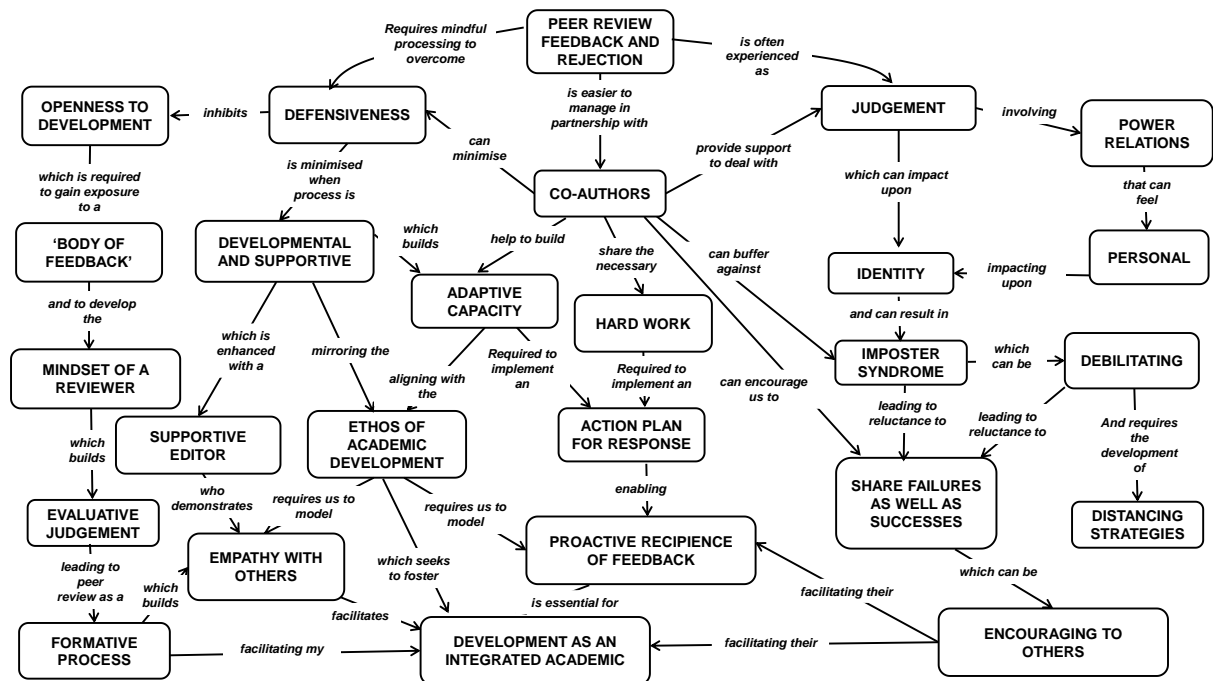 Requires mindful
processing to
overcome
PEER REVIEW
FEEDBACK AND
REJECTION
is often
experienced
as
OPENNESS TO
DEVELOPMENT
inhibits
DEFENSIVENESS
is easier to
manage in
partnership with
JUDGEMENT
involving
POWER
RELATIONS
which is required
to gain exposure
to a
is minimised
when
process is
can
minimise
CO-AUTHORS
provide support
to deal with
which can impact
upon
that can
feel
‘BODY OF
FEEDBACK’
DEVELOPMENTAL
AND SUPPORTIVE
which
builds
help to build
share the
necessary
can buffer
against
IDENTITY
impacting
upon
PERSONAL
and to develop
the
ADAPTIVE
CAPACITY
HARD WORK
and can result in
MINDSET OF A
REVIEWER
which is
enhanced
with a
mirroring the
aligning with
the
Required to
implement
an
Required to
implement an
can encourage
us to
IMPOSTER
SYNDROME
which
can be
DEBILITATING
which
builds
SUPPORTIVE
EDITOR
ETHOS OF
ACADEMIC
DEVELOPMENT
ACTION PLAN
FOR RESPONSE
leading to
reluctance to
leading to
reluctance to
And requires
the
development
of
EVALUATIVE
JUDGEMENT
who
demonstrates
requires us to
model
requires us to
model
enabling
SHARE FAILURES
AS WELL AS
SUCCESSES
DISTANCING
STRATEGIES
leading to
peer
review as a
which
builds
EMPATHY WITH
OTHERS
which seeks
to foster
PROACTIVE RECIPIENCE
OF FEEDBACK
which can be
FORMATIVE
PROCESS
facilitating my
facilitates
is essential for
DEVELOPMENT AS AN
INTEGRATED ACADEMIC
facilitating their
facilitating their
ENCOURAGING TO
OTHERS